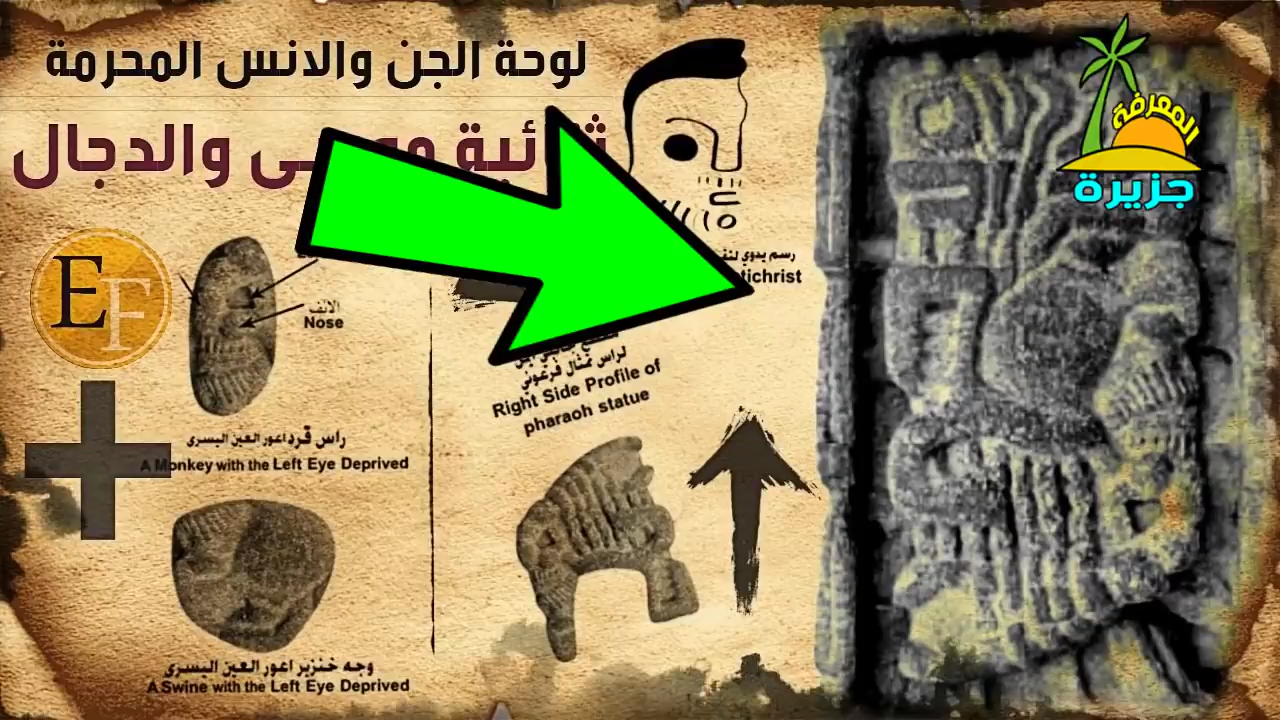 لوحة الجن والانس المحرمة
والدجال
المعرفة
جزيرة
EF
الانف
Nose
رسم يدوي
لراس تمثال فرعوني
Right Side Profile of
pharaoh statue
راس قرد اعور العين اليسرى
A Monkey with the Left Eye Deprived
وجه خنزير اعور العين اليسرى
A Swine with the Left Eye Deprived